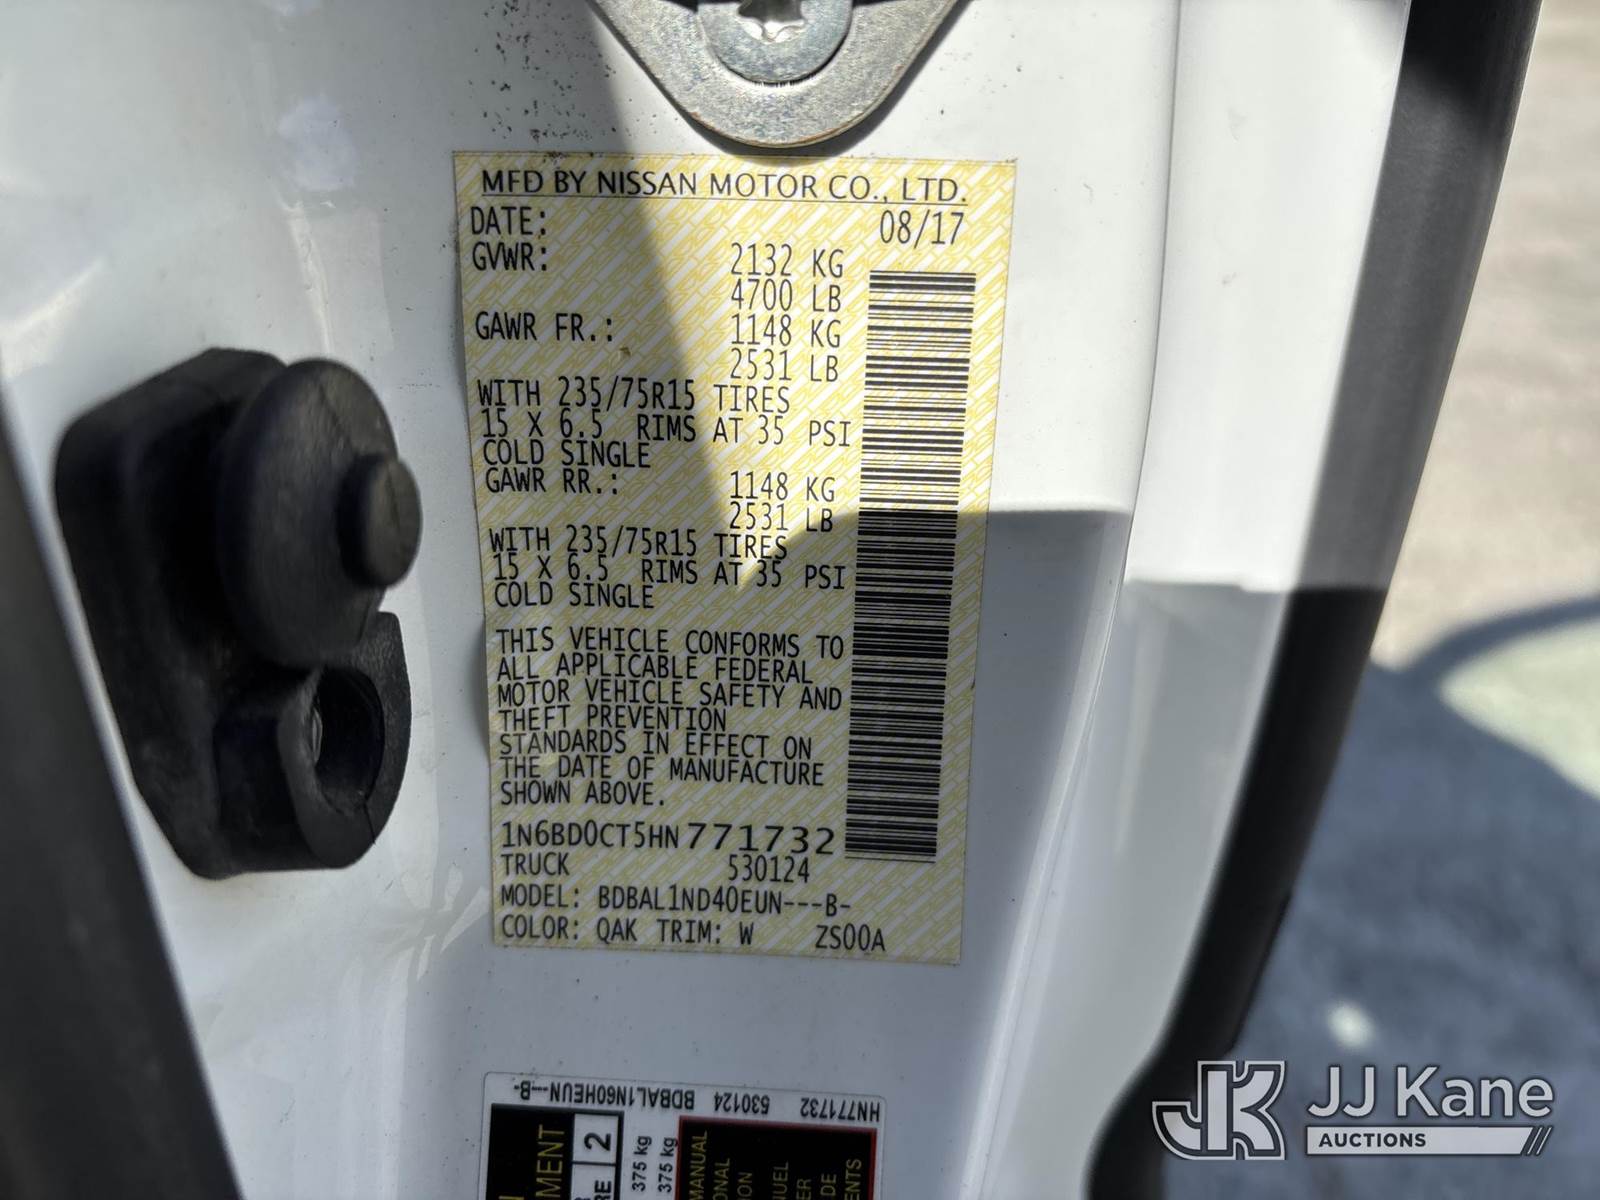 MFD BY NISSAN MOTOR CO., LTD.
DATE: 08/17
GVWR: 2132 KG
4700 LB
GAWR FR.: 1148 KG
2531 LB
WITH 235/75R15 TIRES
15 X 6.5 RIMS AT 35 PSI
COLD SINGLE
GAWR RR.: 1148 KG
2531 LB
WITH 235/75R15 TIRES
15 X 6.5 RIMS AT 35 PSI
COLD SINGLE
THIS VEHICLE CONFORMS TO
ALL APPLICABLE FEDERAL
MOTOR VEHICLE SAFETY AND
THEFT PREVENTION
STANDARDS IN EFFECT ON
THE DATE OF MANUFACTURE
SHOWN ABOVE.
1N6BD0CT5HN771732
TRUCK 530124
MODEL: BDBAL1ND40EUN---B-
COLOR: QAK TRIM: W ZS00A
HN771732 530124 BDBAL1N60HEUN---B-
2
375 kg
375 kg
MANUAL
JJ Kane
AUCTIONS